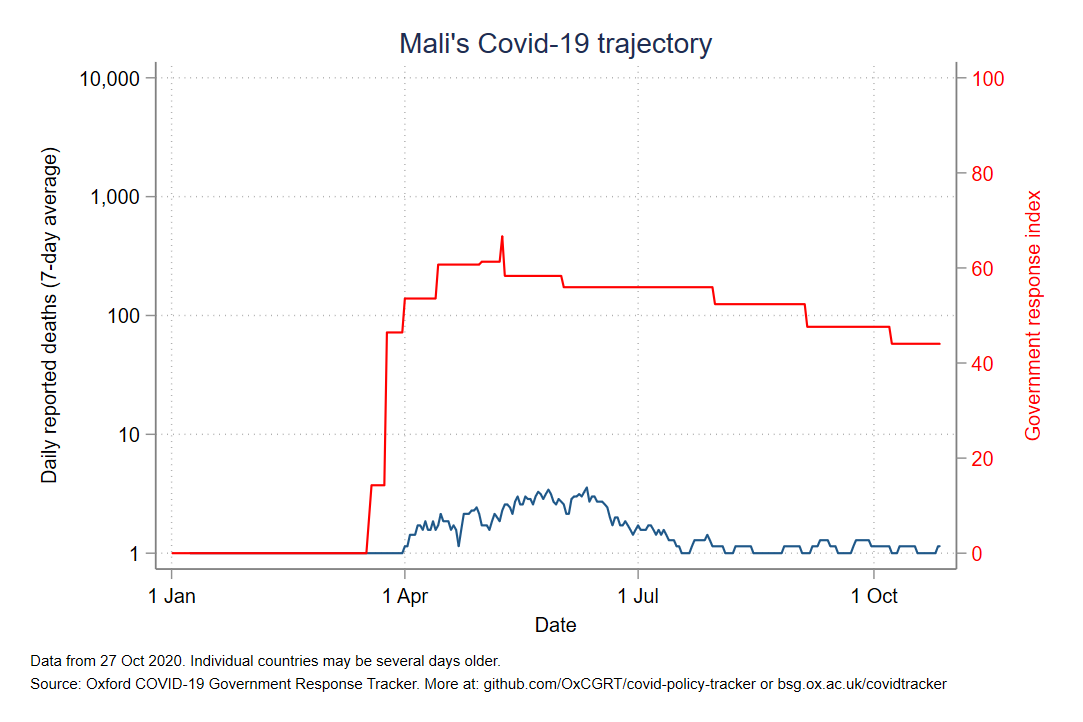 Mali's Covid-19 trajectory
10,000
1,000
100
10
1
Daily reported deaths (7-day average)
100
80
60
40
20
0
Government response index
1 Jan
1 Apr
1 Jul
1 Oct
Date
Data from 27 Oct 2020. Individual countries may be several days older.
Source: Oxford COVID-19 Government Response Tracker. More at: github.com/OxCGRT/covid-policy-tracker or bsg.ox.ac.uk/covidtracker